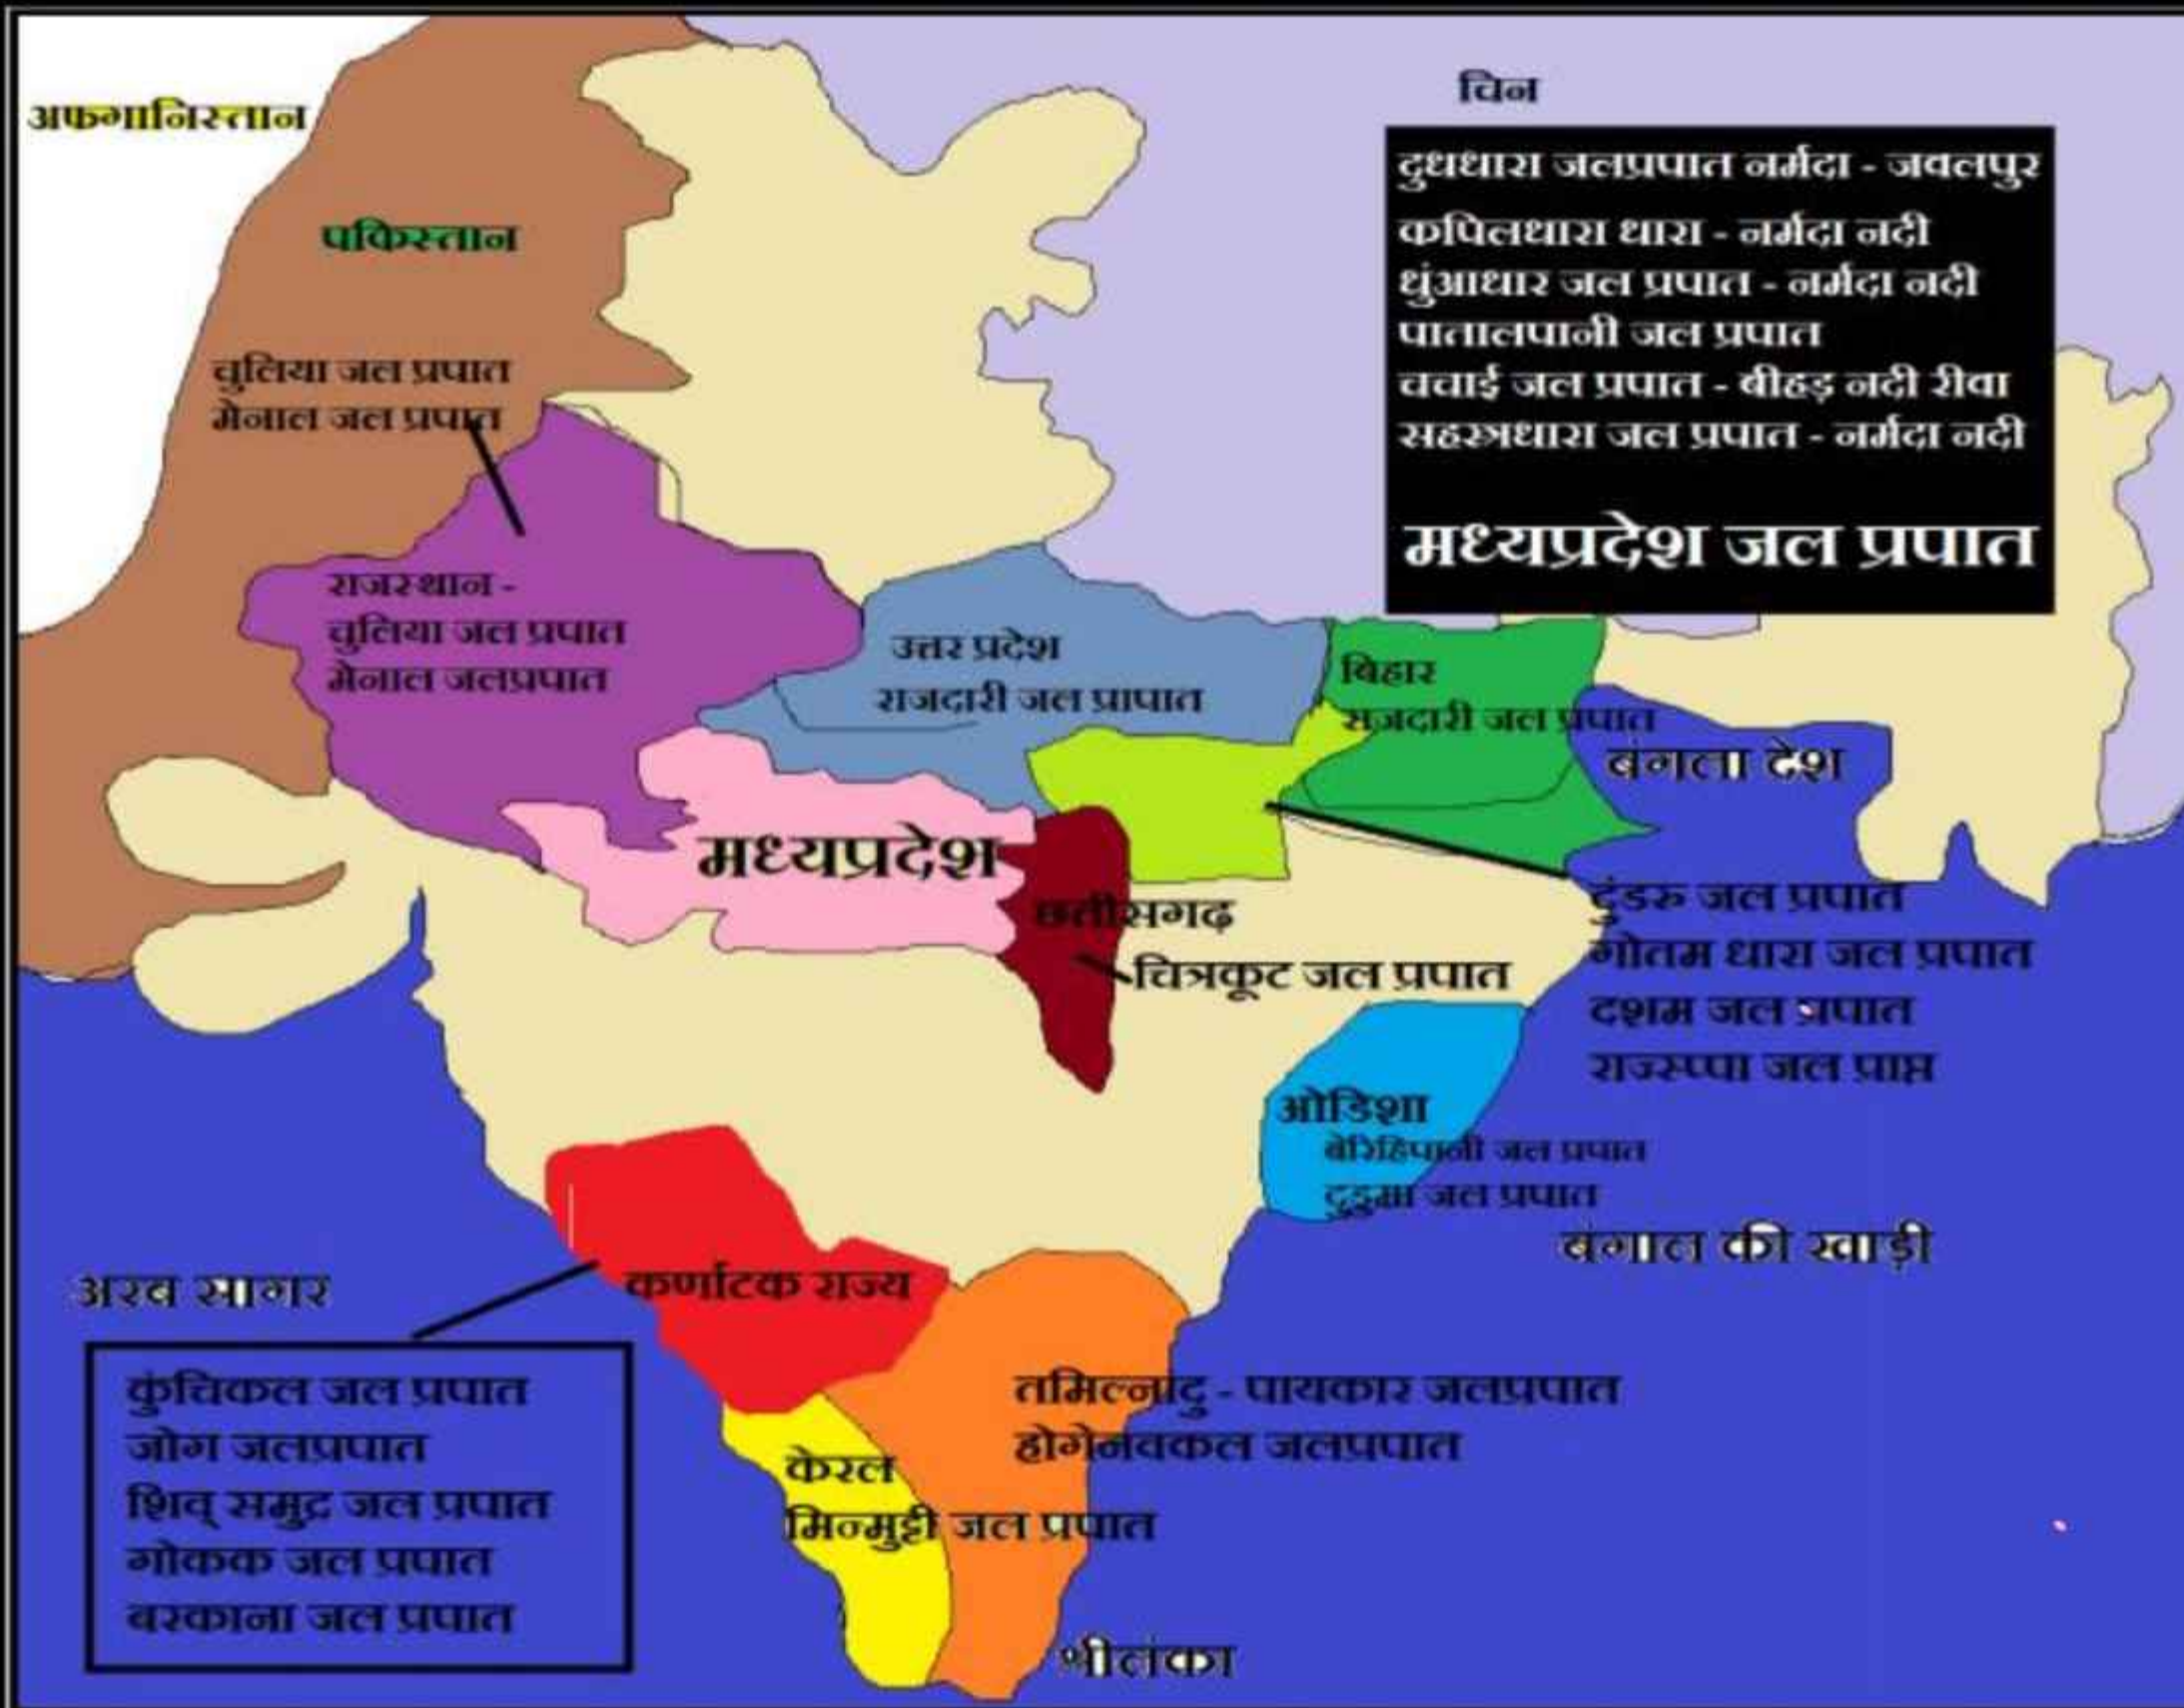 अफगानिस्तान
चिन
पकिस्तान
दुधधारा जलप्रपात नर्मदा - जवलपुर
कपिलधारा धारा - नर्मदा नदी
धुंआधार जल प्रपात - नर्मदा नदी
पातालपानी जल प्रपात
चचाई जल प्रपात - बीहड़ नदी रीवा
सहस्त्रधारा जल प्रपात - नर्मदा नदी
मध्यप्रदेश जल प्रपात
चुलिया जल प्रपात
मेनाल जल प्रपात
राजस्थान -
चुलिया जल प्रपात
मेनाल जलप्रपात
उत्तर प्रदेश
राजदारी जल प्रापात
बिहार
राजदारी जल प्रपात
बंगला देश
मध्यप्रदेश
छतीसगढ़
चित्रकूट जल प्रपात
टुंडरु जल प्रपात
गोतम धारा जल प्रपात
दशम जल प्रपात
राज्स्प्पा जल प्राप्त
ओडिशा
बेरिहिपानी जल प्रपात
दुडुमा जल प्रपात
बंगाल की खाड़ी
अरब सागर
कर्णाटक राज्य
कुंचिकल जल प्रपात
जोग जलप्रपात
शिव् समुद्र जल प्रपात
गोकक जल प्रपात
बरकाना जल प्रपात
तमिल्नांदु - पायकार जलप्रपात
होगेनवकल जलप्रपात
केरल
मिन्मुट्टी जल प्रपात
श्रीलंका